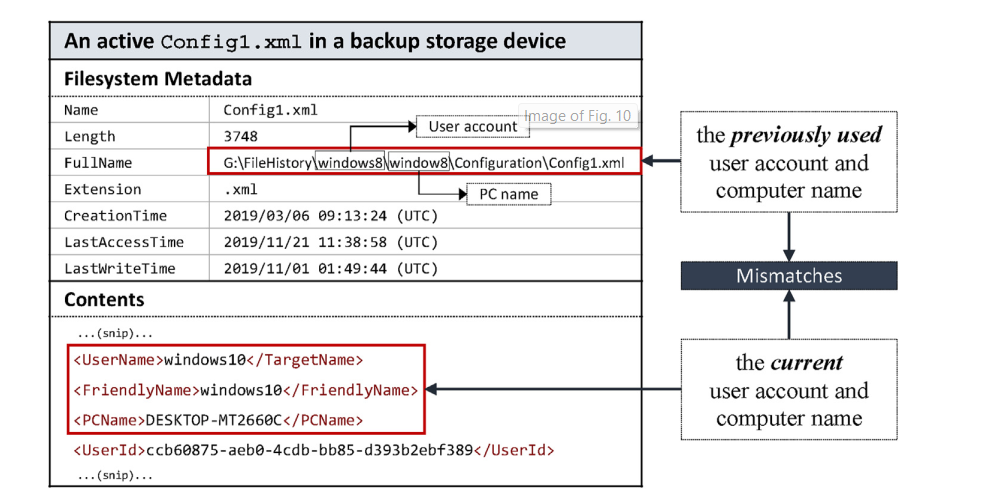 An active Config1.xml in a backup storage device
Filesystem Metadata
Name Config1.xml
Image of Fig. 10
User account
Length 3748
FullName G:\FileHistory\windows8\window8\Configuration\Config1.xml
Extension .xml
PC name
CreationTime 2019/03/06 09:13:24 (UTC)
LastAccessTime 2019/11/21 11:38:58 (UTC)
LastWriteTime 2019/11/01 01:49:44 (UTC)
Contents
...(snip)...
<UserName>windows10</TargetName>
<FriendlyName>windows10</FriendlyName>
<PCName>DESKTOP-MT2660C</PCName>
<UserId>ccb60875-aeb0-4cdb-bb85-d393b2ebf389</UserId>
...(snip)...
the previously used
user account and
computer name
Mismatches
the current
user account and
computer name